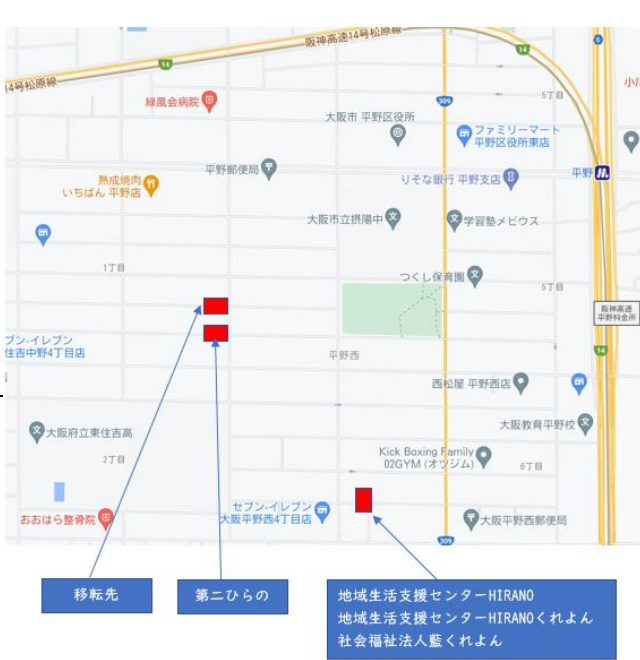 阪神高速14号松原線
14
14
14号松原線
5
小川
309
5丁目
緑風会病院
大阪市 平野区役所
ファミリーマート
平野区役所東店
平野郵便局
平野
熟成焼肉
いちばん 平野店
りそな銀行 平野支店
大阪市立摂陽中
学習塾メビウス
1丁目
つくし保育園
5丁目
阪神高速
平野料金所
ブン-イレブン
住吉中野4丁目店
平野西
14
西松屋 平野西店
大阪教育平野校
大阪府立東住吉高
2丁目
Kick Boxing Family
02GYM (オツジム)
6丁目
セブン-イレブン
大阪平野西4丁目店
おおはら整骨院
大阪平野西郵便局
309
移転先
第二ひらの
地域生活支援センターHIRANO
地域生活支援センターHIRANOくれよん
社会福祉法人藍くれよん